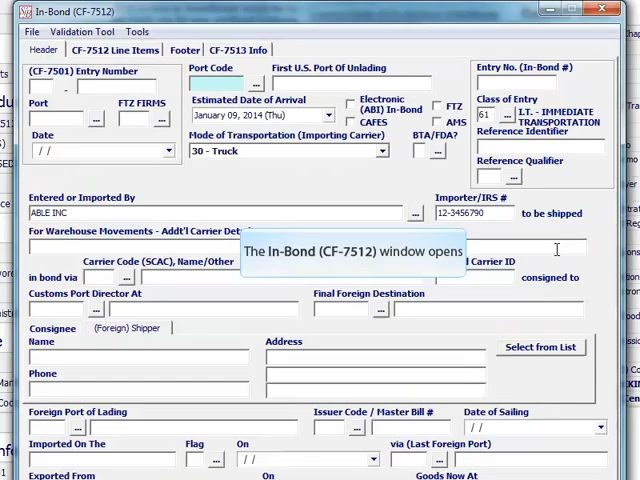 In-Bond (CF-7512)
File Validation Tool Tools
Header CF-7512 Line Items Footer CF-7513 Info
(CF-7501) Entry Number
Port Code First U.S. Port of Unlading
Entry No. (In-Bond #)
Port FTZ FIRMS
Estimated Date of Arrival
January 09, 2014 (Thu)
Electronic (ABI) In-Bond
FTZ
CAFES AMS
Class of Entry
61 ... I.T. - IMMEDIATE TRANSPORTATION
Date
/ /
Mode of Transportation (Importing Carrier) BTA/FDA?
30 - Truck
Reference Identifier
Reference Qualifier
Entered or Imported By Importer/IRS #
ABLE INC ... 12-3456790 to be shipped
For Warehouse Movements - Addt'l Carrier Det
The In-Bond (CF-7512) window opens
Carrier Code (SCAC), Name/Other d Carrier ID
in bond via ... consigned to
Customs Port Director At Final Foreign Destination
Consignee (Foreign) Shipper
Name Address Select from List
Phone
Foreign Port of Lading Issuer Code / Master Bill # Date of Sailing
/ /
Imported On The Flag On via (Last Foreign Port)
/ /
Exported From On Goods Now At